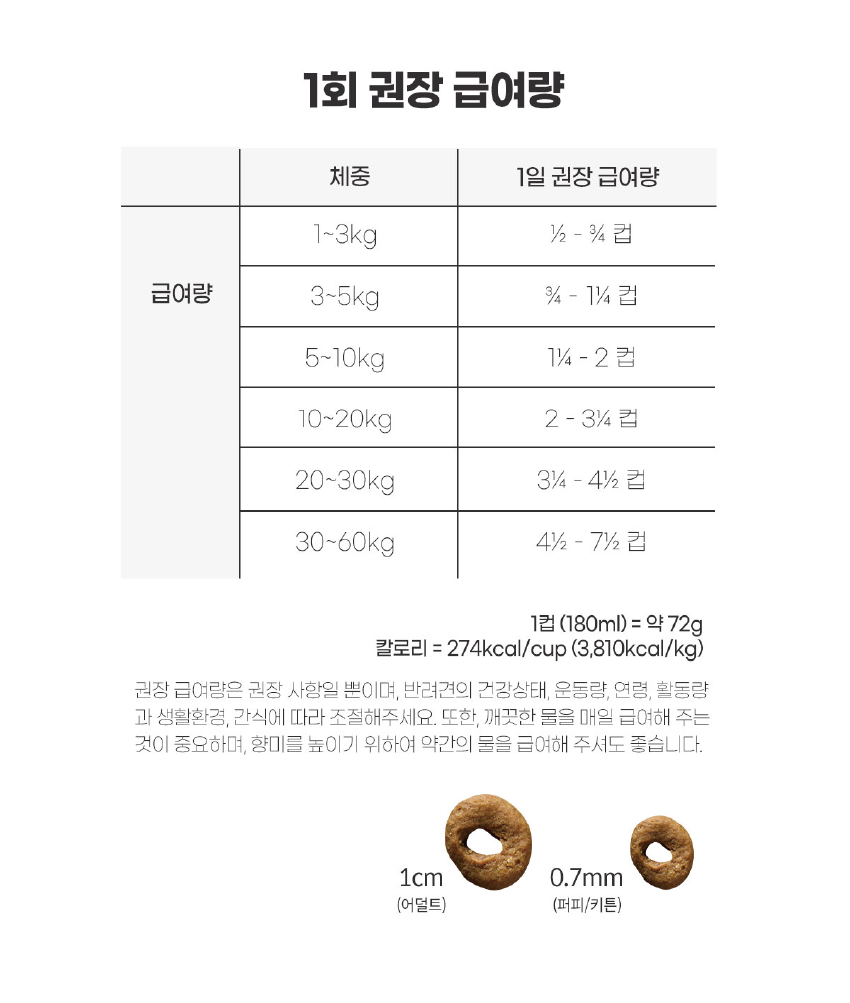 1회 권장 급여량
체중 1일 권장 급여량
1~3kg ½ - ¾ 컵
급여량 3~5kg ¾ - 1¼ 컵
5~10kg 1¼ - 2 컵
10~20kg 2 - 3¼ 컵
20~30kg 3¼ - 4½ 컵
30~60kg 4½ - 7½ 컵
1컵 (180ml) = 약 72g
칼로리 = 274kcal/cup (3,810kcal/kg)
권장 급여량은 권장 사항일 뿐이며, 반려견의 건강상태, 운동량, 연령, 활동량
과 생활환경, 간식에 따라 조절해주세요. 또한, 깨끗한 물을 매일 급여해 주는
것이 중요하며, 향미를 높이기 위하여 약간의 물을 급여해 주셔도 좋습니다.
1cm 0.7mm
(어덜트) (퍼피/키튼)